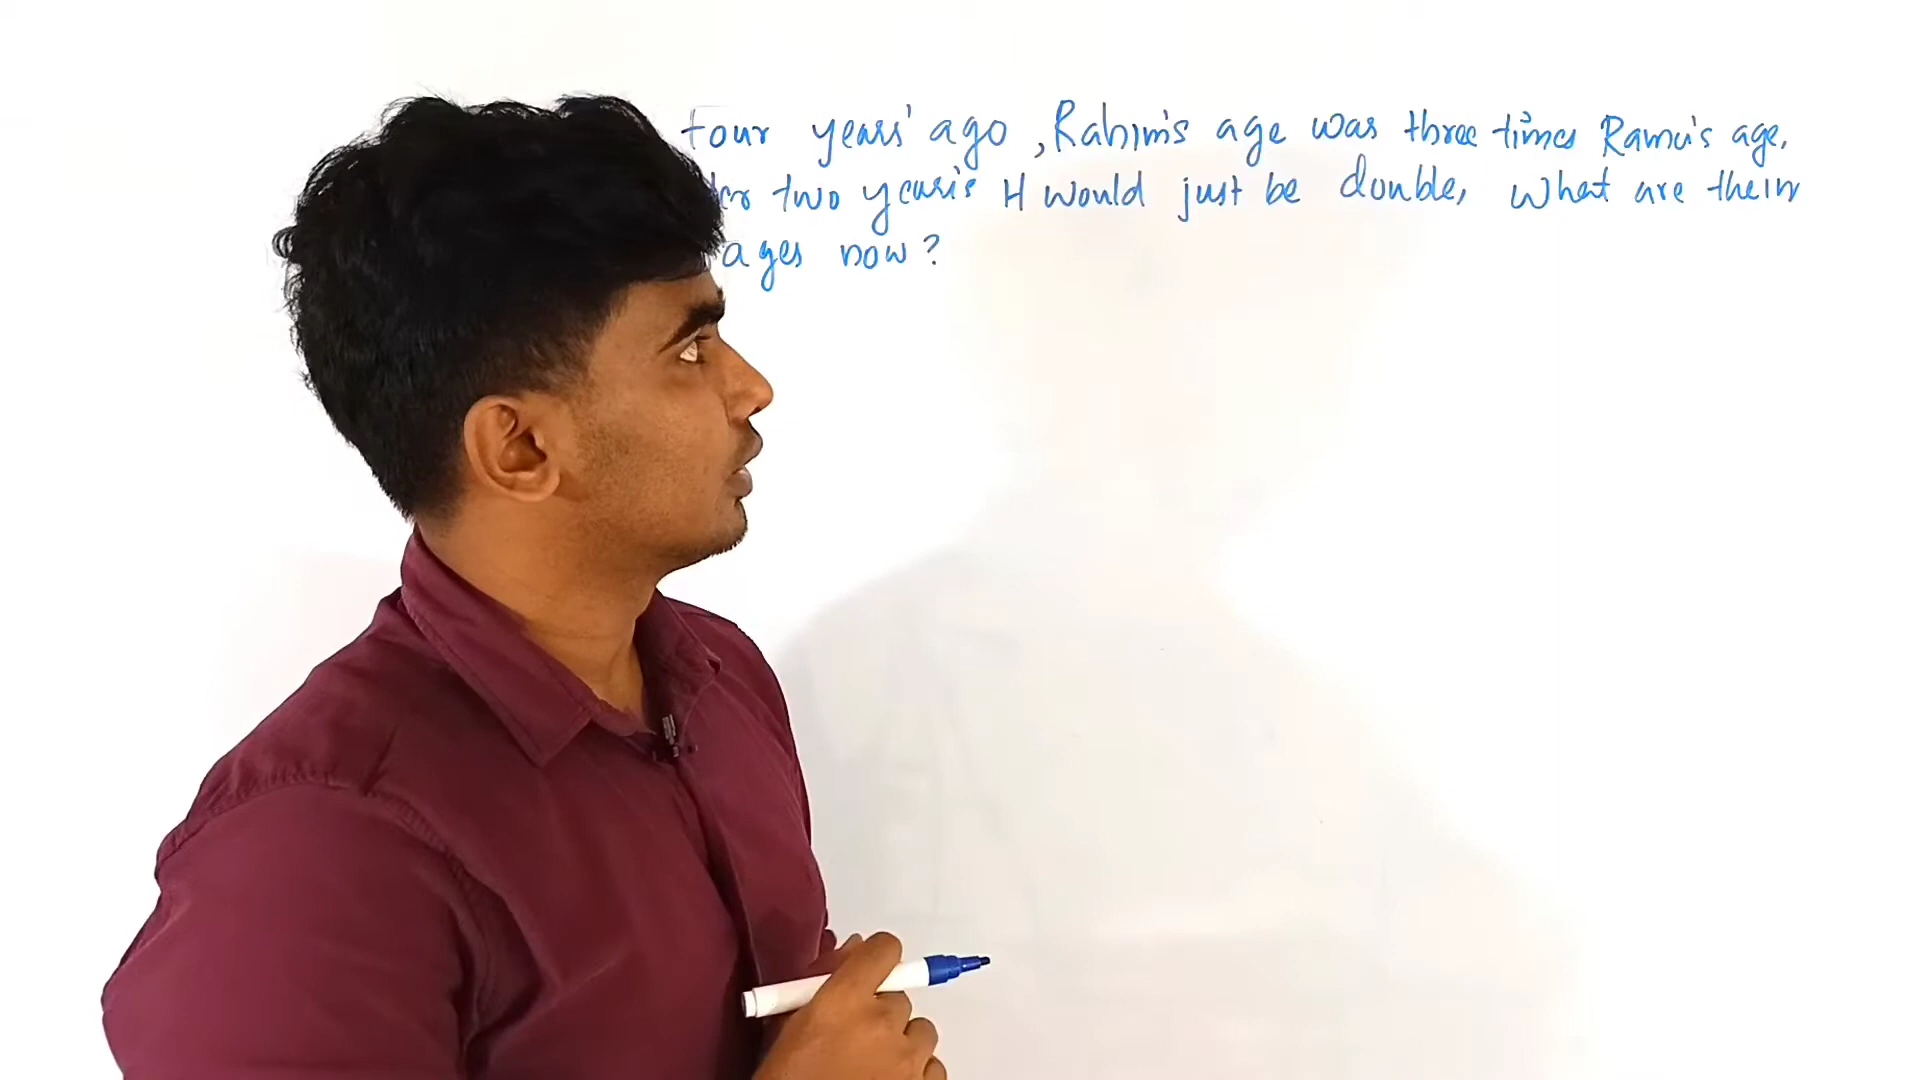 Four years' ago , Rahim's age was three times Ramu's age.
two year's It would just be double, What are their
ages now?